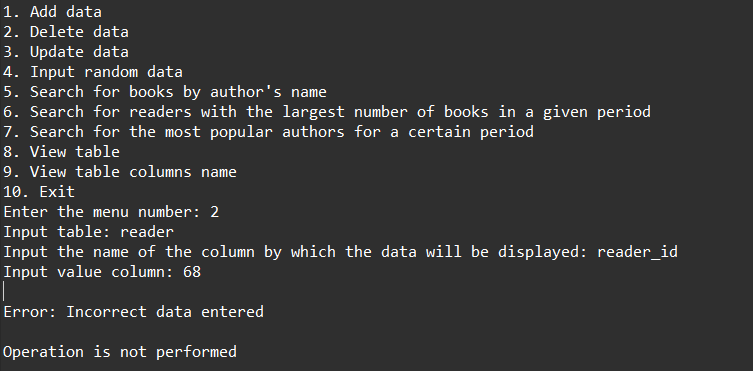 1. Add data
2. Delete data
3. Update data
4. Input random data
5. Search for books by author's name
6. Search for readers with the largest number of books in a given period
7. Search for the most popular authors for a certain period
8. View table
9. View table columns name
10. Exit
Enter the menu number: 2
Input table: reader
Input the name of the column by which the data will be displayed: reader_id
Input value column: 68
Error: Incorrect data entered
Operation is not performed